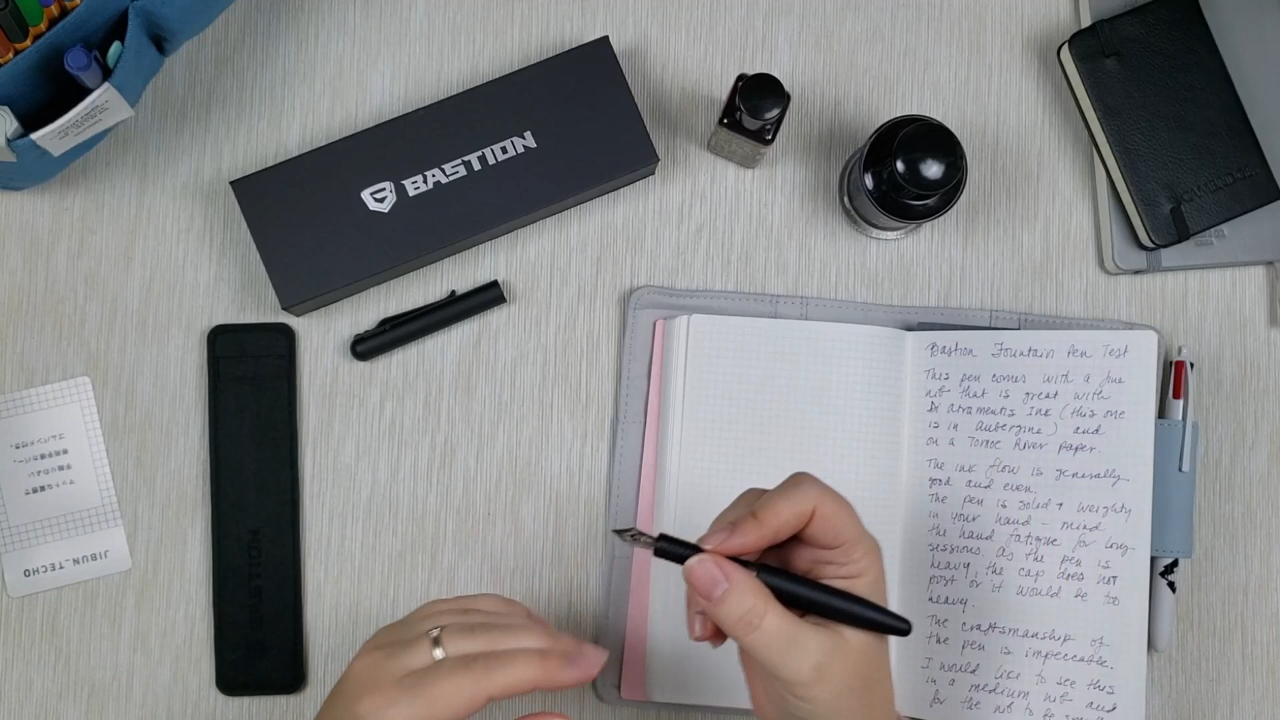 BASTION
Bastion Fountain Pen Test
This pen comes with a fine
nib that is great with
Di Atramentis Ink (this one
is in Aubergine) and
on a Tomoe River paper.
The ink flow is generally
good and even.
The pen is solid + weighty
in your hand - mind
the hand fatigue for long
sessions. As the pen is
heavy, the cap does not
post or it would be too
heavy.
The craftsmanship of
the pen is impeccable.
I would like to see this
in a medium nib and
for the nib to be
JIBUN_TECHO